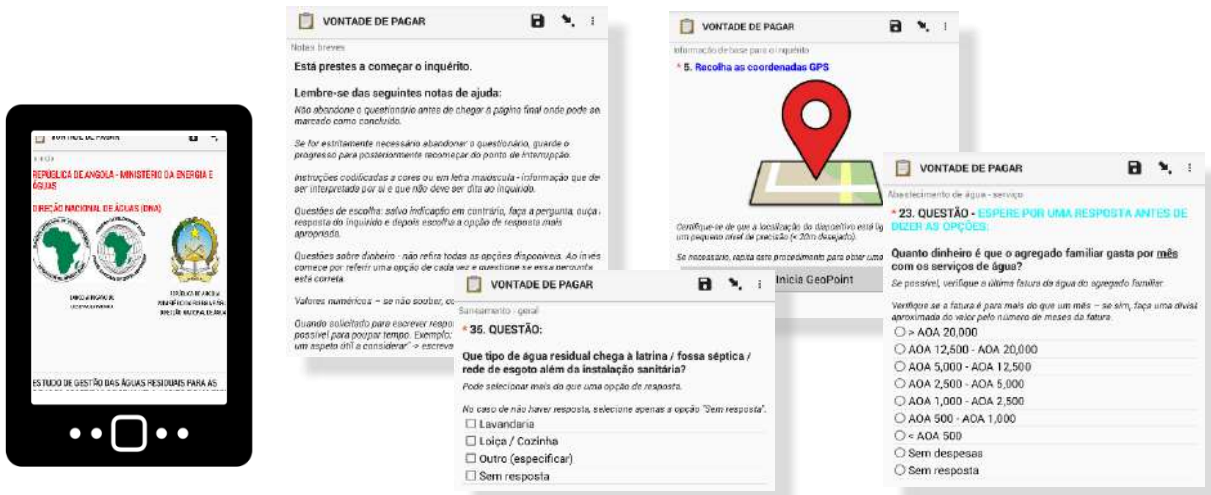 VONTADE DE PAGAR
REPÚBLICA DE ANGOLA - MINISTÉRIO DA ENERGIA E
ÁGUAS
DIREÇÃO NACIONAL DE ÁGUAS (DNA)
ESTUDO DE GESTÃO DAS ÁGUAS RESIDUAIS PARA AS
VONTADE DE PAGAR
Notas breves
Está prestes a começar o inquérito.
Lembre-se das seguintes notas de ajuda:
Não abandone o questionário antes de chegar à página final onde pode se
marcado como concluído.
Se for estritamente necessário abandonar o questionário, guarde o
progresso para posteriormente recomeçar do ponto de interrupção.
Instruções codificadas a cores ou em letra maiúscula - informação que de
ser interpretada por si e que não deve ser dita ao inquirido.
Questões de escolha: salvo indicação em contrário, faça a pergunta, ouça
resposta do inquirido e depois escolha a opção de resposta mais
apropriada.
Questões sobre dinheiro - não refira todas as opções disponíveis. Ao invés
comece por referir uma opção de cada vez e questione se essa pergunta
está correta.
Valores numéricos – se não souber, co
Quando solicitado para escrever respo
possível para poupar tempo. Exemplo:
um aspeto útil a considerar" -> escreva
VONTADE DE PAGAR
Informação de base para o inquérito
* 5. Recolha as coordenadas GPS
Certifique-se de que a localização do dispositivo está lig
um pequeno nível de precisão (< 20m desejado).
Se necessário, repita este procedimento para obter uma
Inicia GeoPoint
VONTADE DE PAGAR
Saneamento - geral
* 35. QUESTÃO:
Que tipo de água residual chega à latrina / fossa séptica /
rede de esgoto além da instalação sanitária?
Pode selecionar mais do que uma opção de resposta.
No caso de não haver resposta, selecione apenas a opção "Sem resposta".
Lavandaria
Loiça / Cozinha
Outro (especificar)
Sem resposta
VONTADE DE PAGAR
Abastecimento de água - serviço
* 23. QUESTÃO - ESPERE POR UMA RESPOSTA ANTES DE
DIZER AS OPÇÕES:
Quanto dinheiro é que o agregado familiar gasta por mês
com os serviços de água?
Se possível, verifique a última fatura da água do agregado familiar.
Verifique se a fatura é para mais do que um mês – se sim, faça uma divisã
aproximada do valor pelo número de meses da fatura.
> AOA 20,000
AOA 12,500 - AOA 20,000
AOA 5,000 - AOA 12,500
AOA 2,500 - AOA 5,000
AOA 1,000 - AOA 2,500
AOA 500 - AOA 1,000
< AOA 500
Sem despesas
Sem resposta